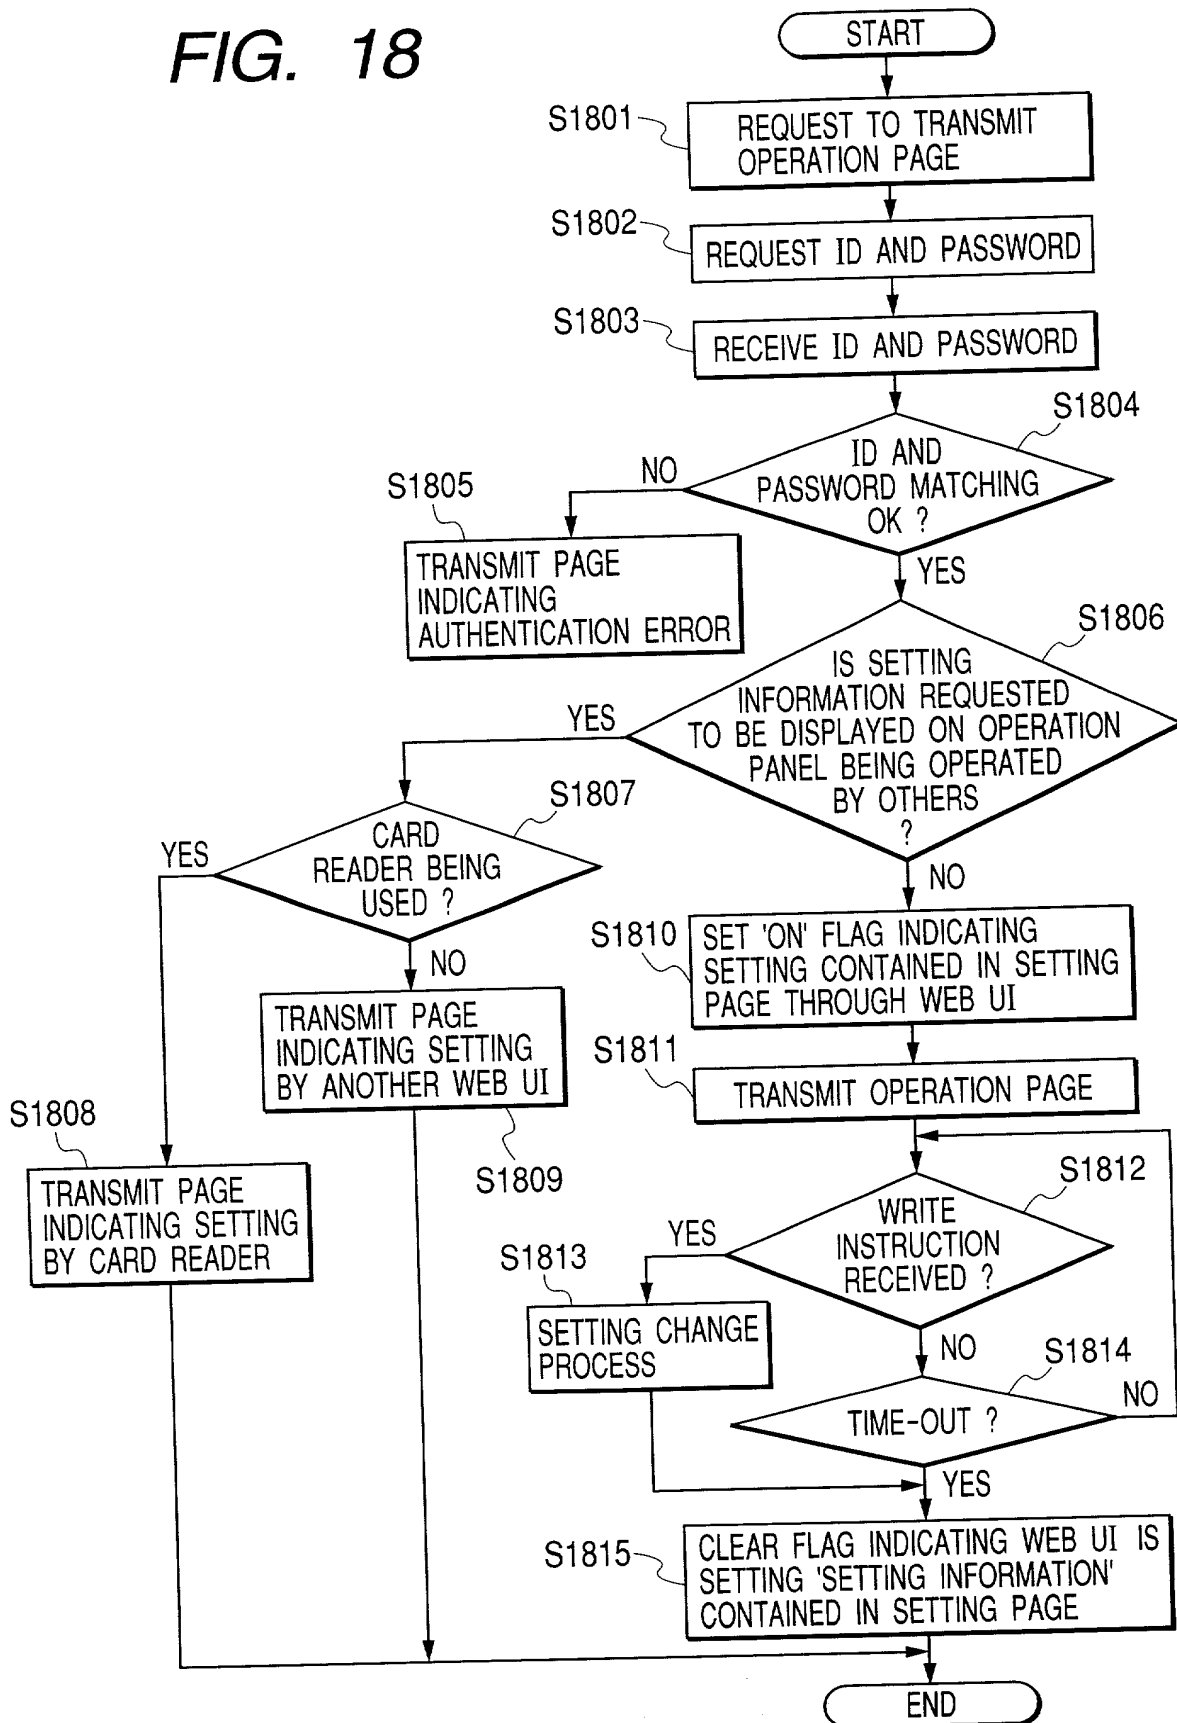 FIG. 18
START
S1801
REQUEST TO TRANSMIT
OPERATION PAGE
S1802
REQUEST ID AND PASSWORD
S1803
RECEIVE ID AND PASSWORD
S1804
ID AND
PASSWORD MATCHING
OK ?
NO
S1805
TRANSMIT PAGE
INDICATING
AUTHENTICATION ERROR
YES
S1806
IS SETTING
INFORMATION REQUESTED
TO BE DISPLAYED ON OPERATION
PANEL BEING OPERATED
BY OTHERS
?
YES
S1807
CARD
READER BEING
USED ?
YES
NO
NO
S1810
SET 'ON' FLAG INDICATING
SETTING CONTAINED IN SETTING
PAGE THROUGH WEB UI
TRANSMIT PAGE
INDICATING SETTING
BY ANOTHER WEB UI
S1809
S1811
TRANSMIT OPERATION PAGE
S1808
TRANSMIT PAGE
INDICATING SETTING
BY CARD READER
S1812
WRITE
INSTRUCTION
RECEIVED ?
YES
S1813
SETTING CHANGE
PROCESS
NO
S1814
TIME-OUT ?
NO
YES
S1815
CLEAR FLAG INDICATING WEB UI IS
SETTING 'SETTING INFORMATION'
CONTAINED IN SETTING PAGE
END